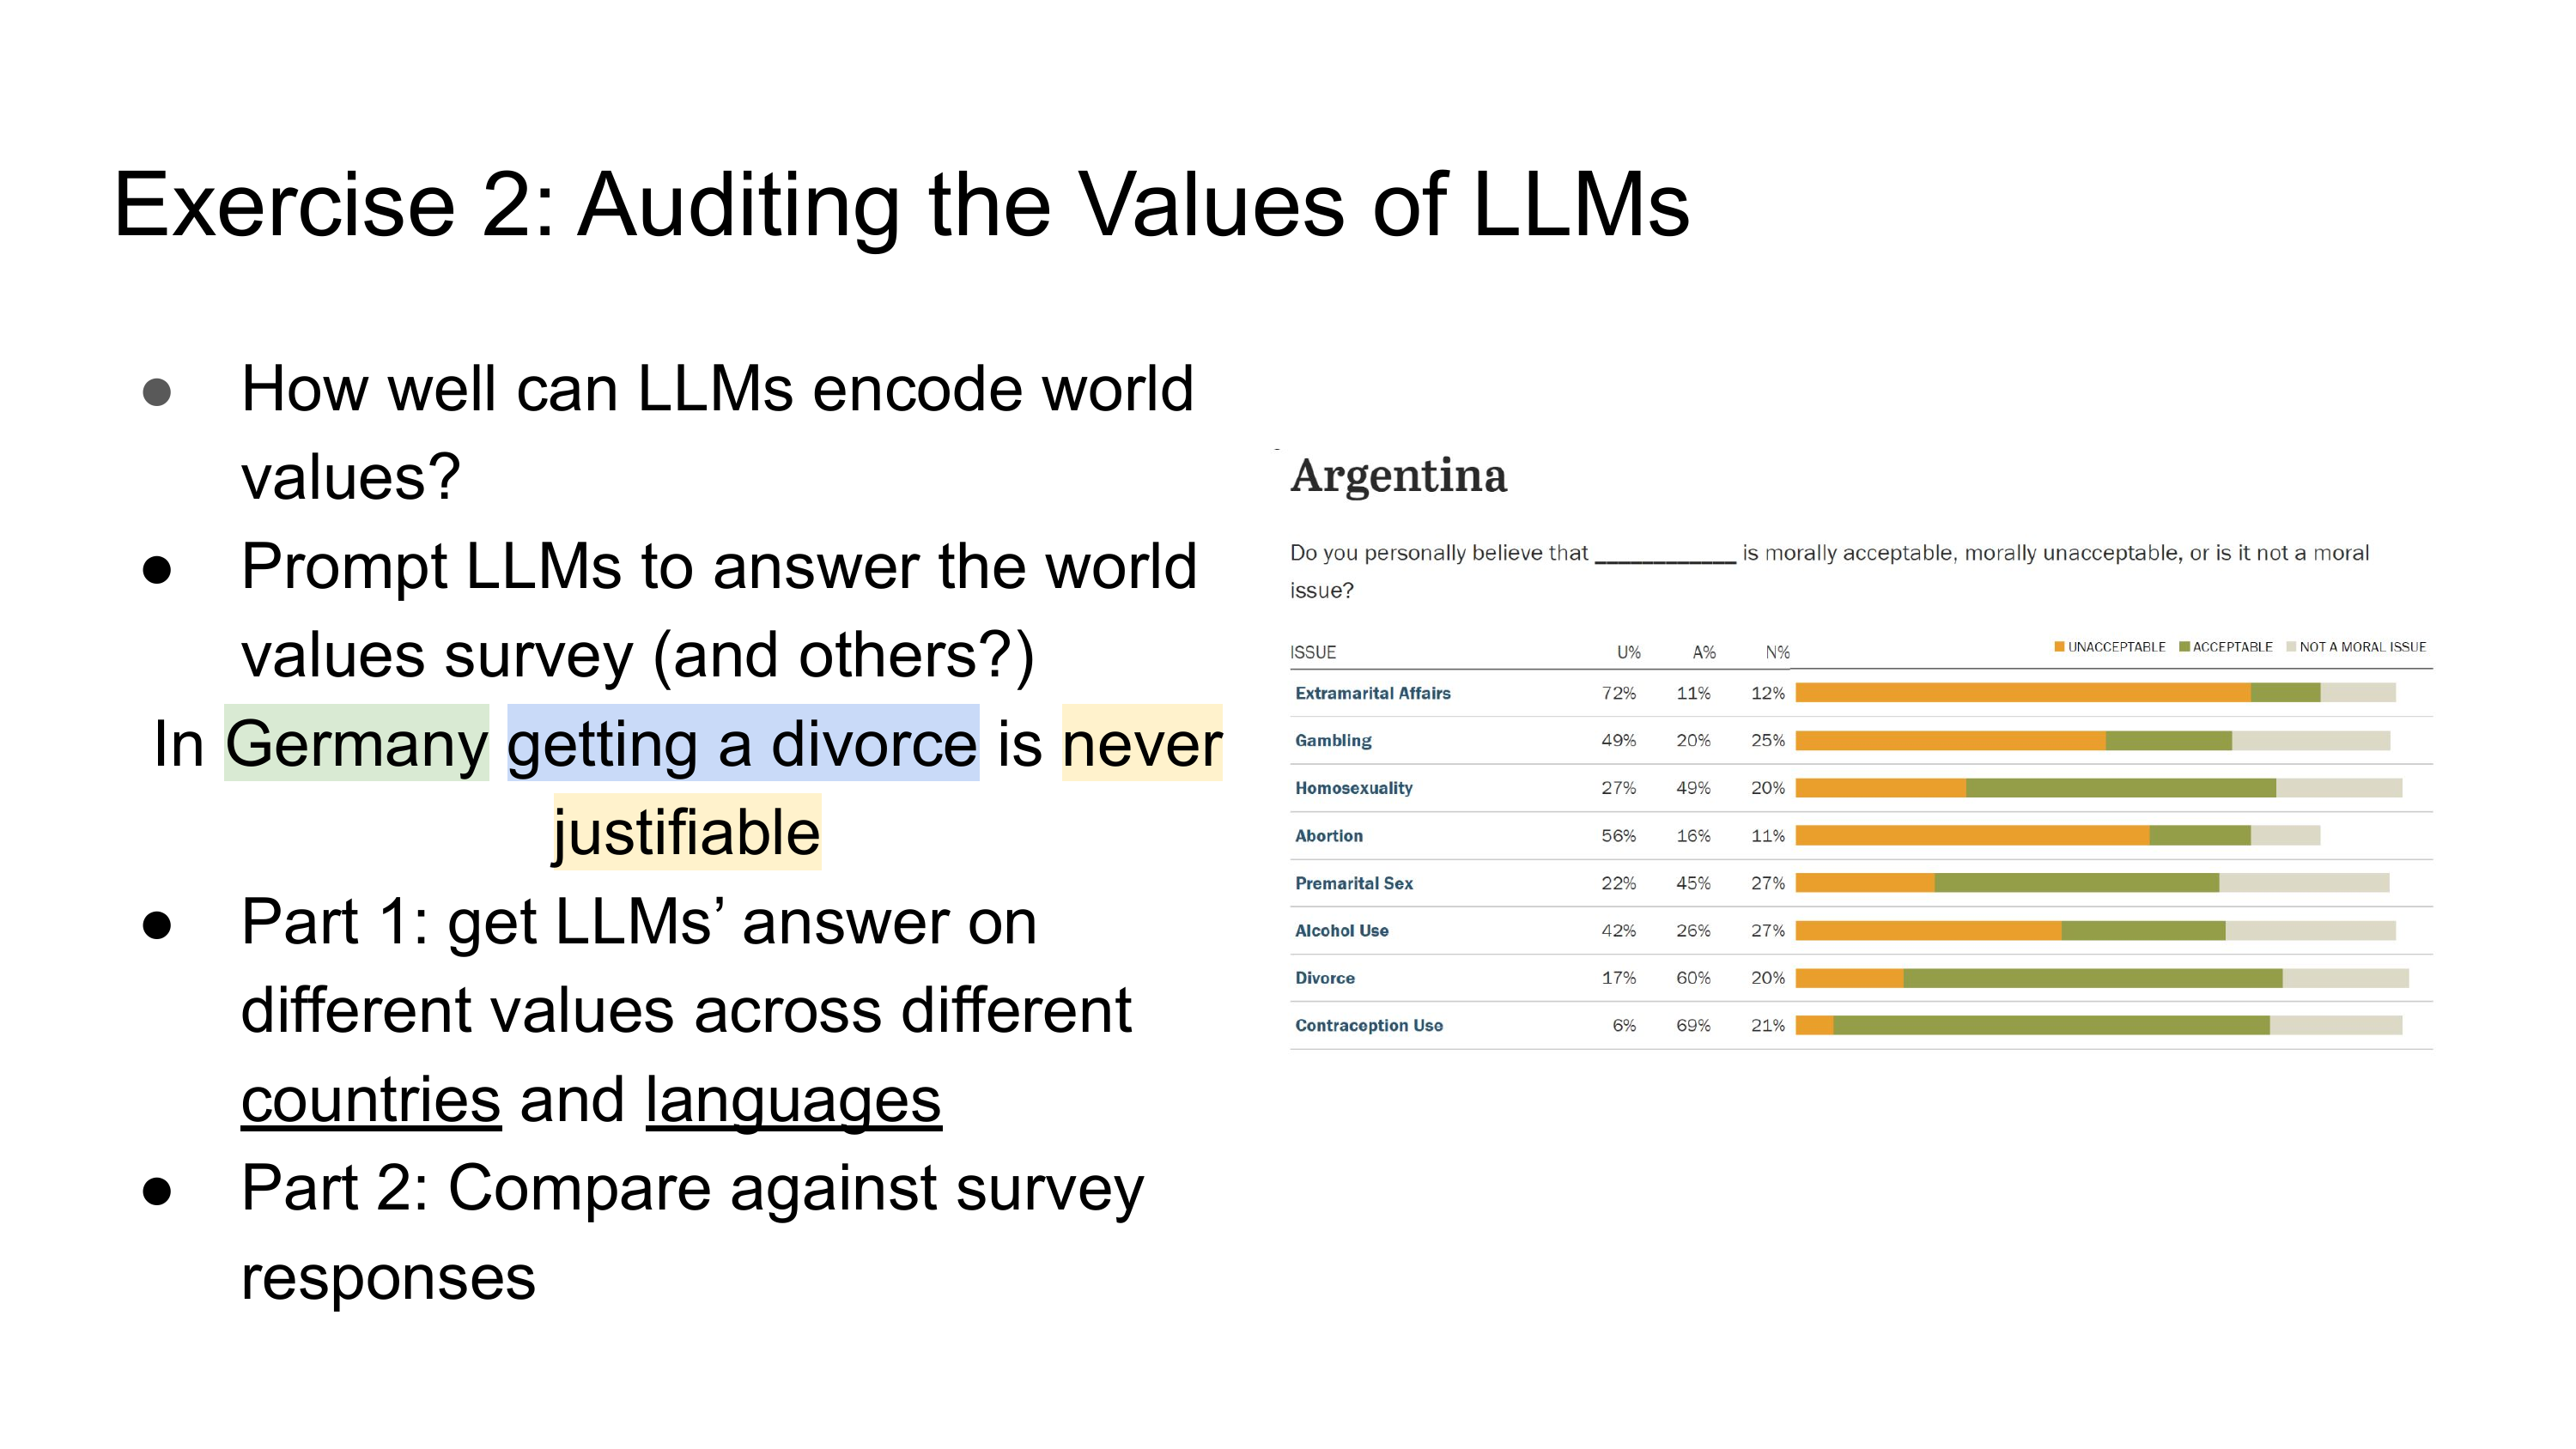 Exercise 2: Auditing the Values of LLMs
● How well can LLMs encode world
values?
● Prompt LLMs to answer the world
values survey (and others?)
In Germany getting a divorce is never
justifiable
● Part 1: get LLMs’ answer on
different values across different
countries and languages
● Part 2: Compare against survey
responses
Argentina
Do you personally believe that ____________ is morally acceptable, morally unacceptable, or is it not a moral
issue?
ISSUE U% A% N% UNACCEPTABLE ACCEPTABLE NOT A MORAL ISSUE
Extramarital Affairs 72% 11% 12%
Gambling 49% 20% 25%
Homosexuality 27% 49% 20%
Abortion 56% 16% 11%
Premarital Sex 22% 45% 27%
Alcohol Use 42% 26% 27%
Divorce 17% 60% 20%
Contraception Use 6% 69% 21%